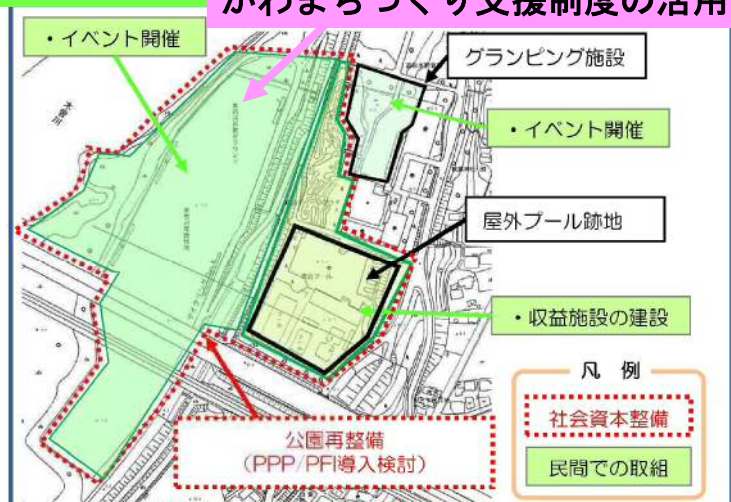 かわまちづくり支援制度の活用
・イベント開催
グランピング施設
・イベント開催
屋外プール跡地
・収益施設の建設
公園再整備
(PPP/PFI導入検討)
凡 例
社会資本整備
民間での取組